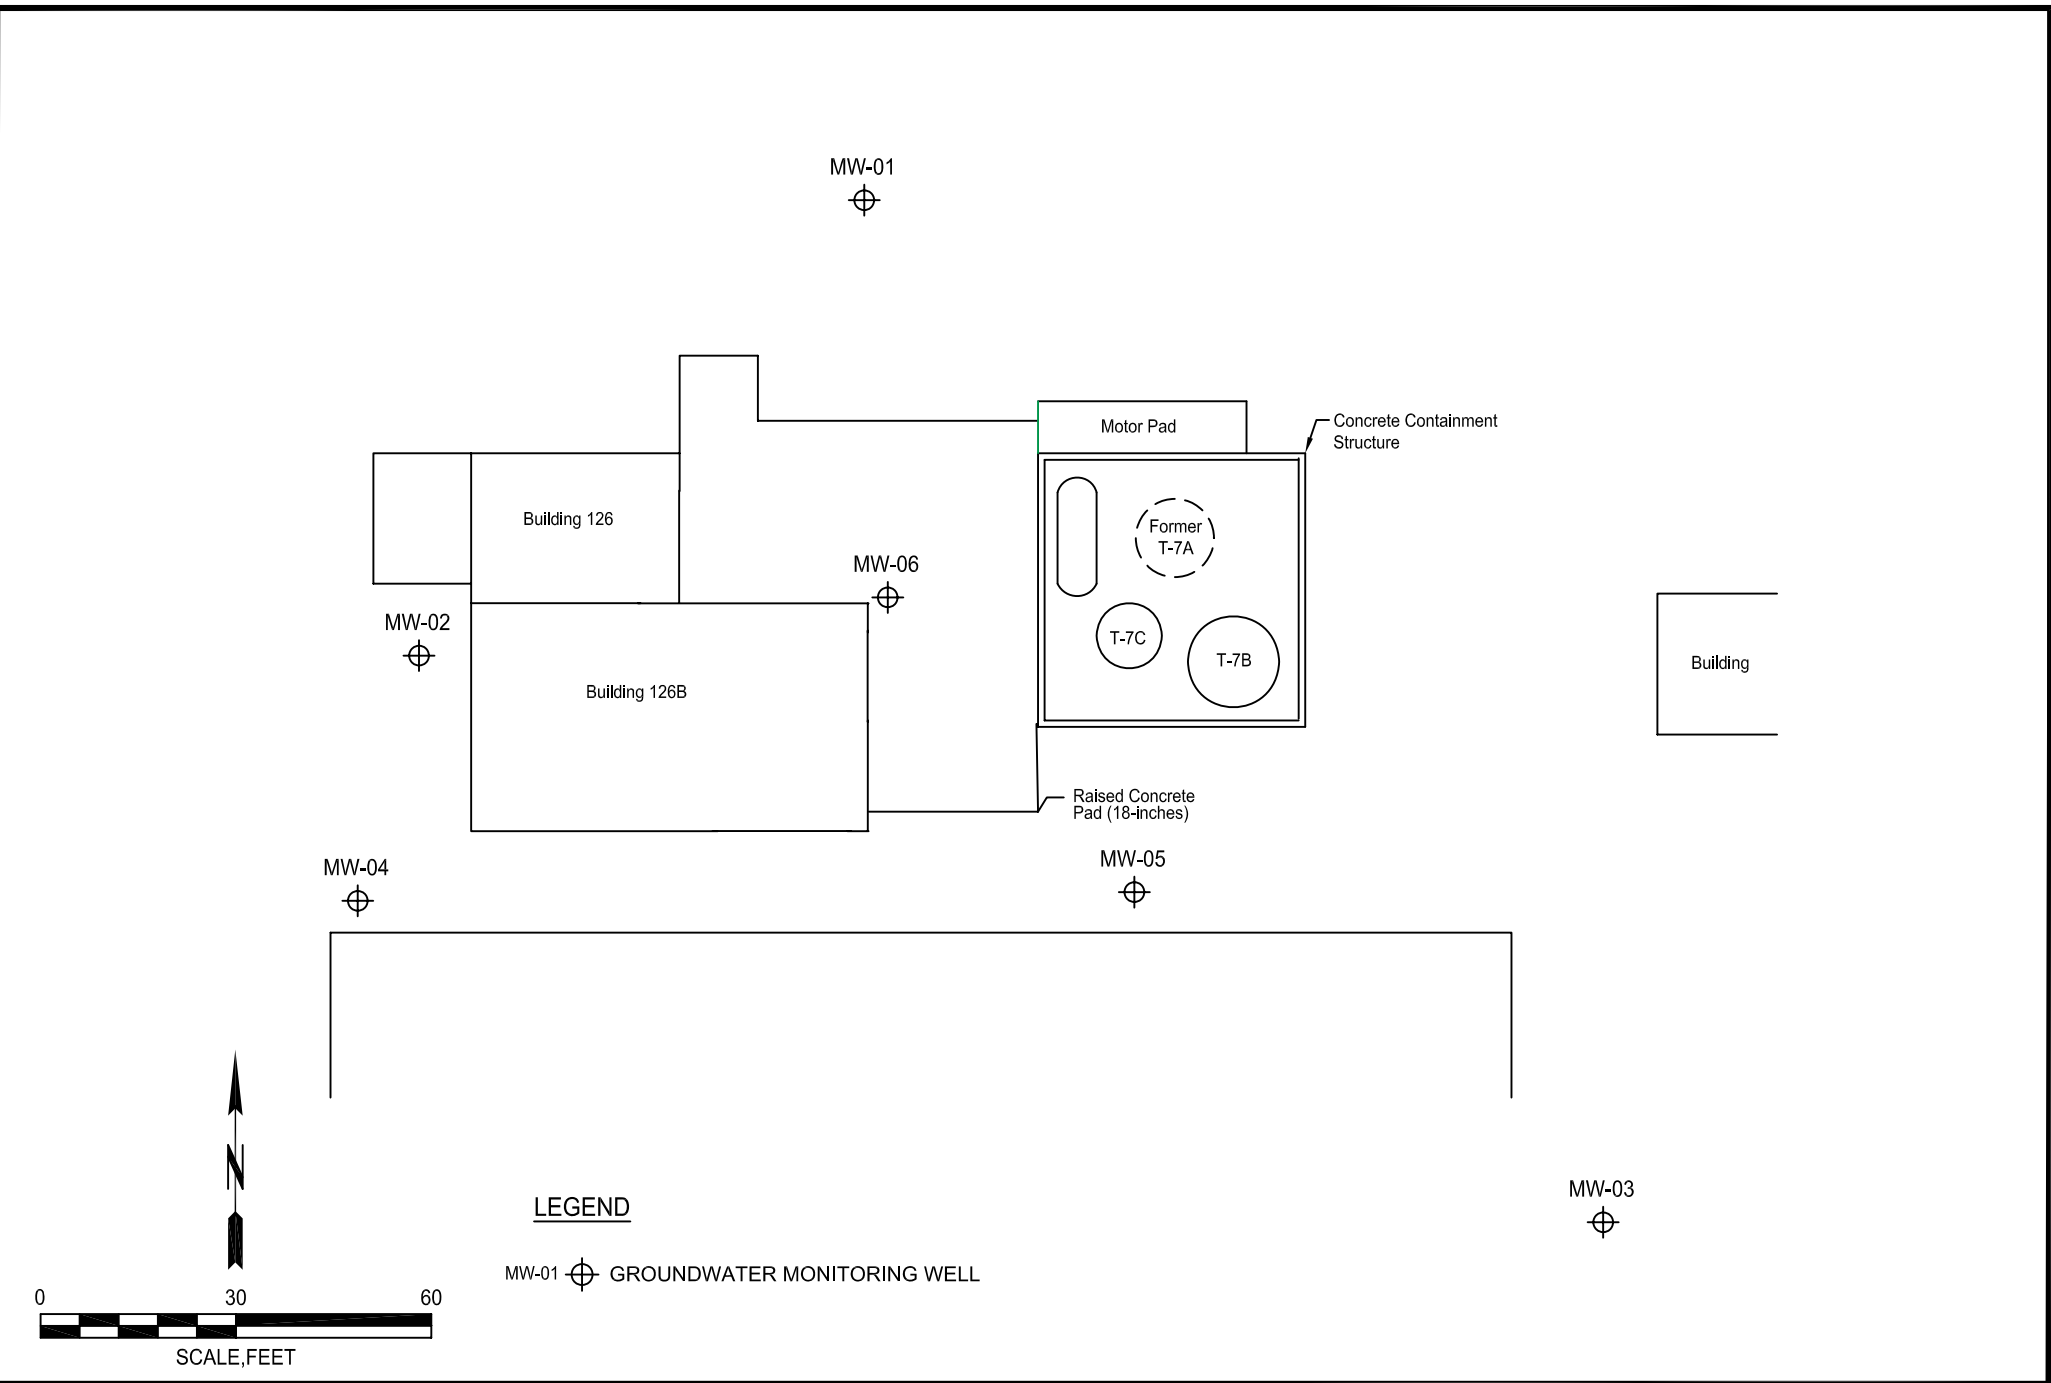 MW-01
Motor Pad
Concrete Containment
Structure
Building 126
Former
T-7A
MW-06
MW-02
T-7C
T-7B
Building
Building 126B
Raised Concrete
Pad (18-inches)
MW-04
MW-05
N
MW-03
LEGEND
MW-01 GROUNDWATER MONITORING WELL
0 30 60
SCALE,FEET